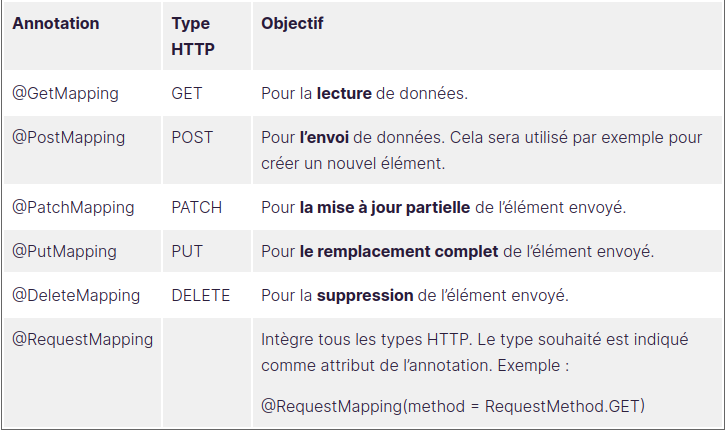 Annotation Type Objectif
HTTP
@GetMapping GET Pour la lecture de données.
@PostMapping POST Pour l’envoi de données. Cela sera utilisé par exemple pour
créer un nouvel élément.
@PatchMapping PATCH Pour la mise à jour partielle de l’élément envoyé.
@PutMapping PUT Pour le remplacement complet de l’élément envoyé.
@DeleteMapping DELETE Pour la suppression de l’élément envoyé.
@RequestMapping Intègre tous les types HTTP. Le type souhaité est indiqué
comme attribut de l’annotation. Exemple :
@RequestMapping(method = RequestMethod.GET)